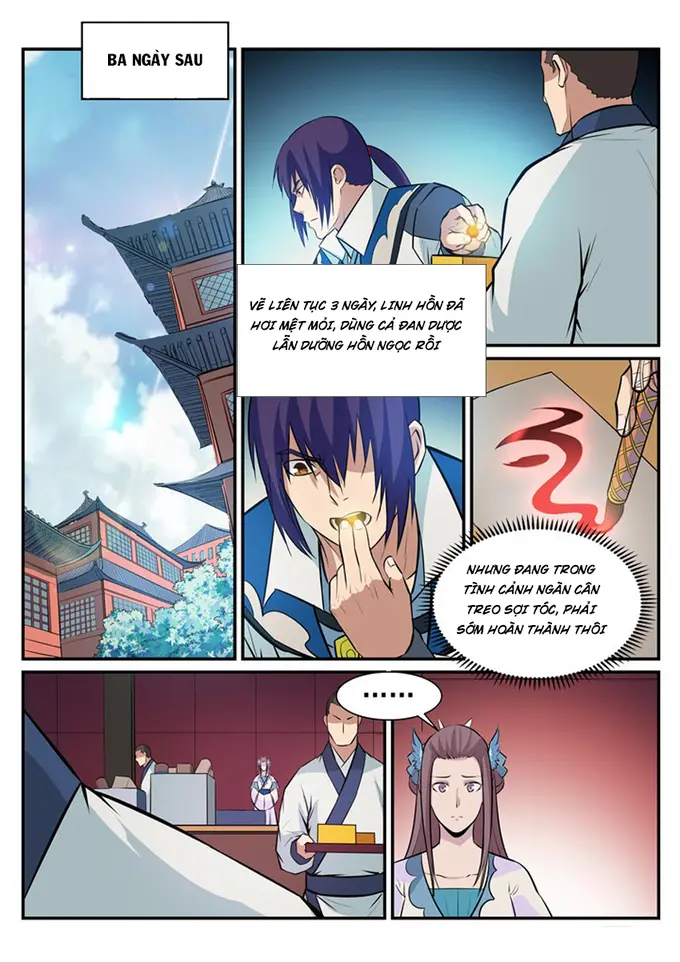 BA NGÀY SAU
VẼ LIÊN TỤC 3 NGÀY, LINH HỒN ĐÃ
HƠI MỆT MỎI, DÙNG CẢ ĐAN DƯỢC
LẪN DƯỠNG HỒN NGỌC RỒI
NHƯNG ĐANG TRONG
TÌNH CẢNH NGÀN CÂN
TREO SỢI TÓC, PHẢI
SỚM HOÀN THÀNH THÔI
......